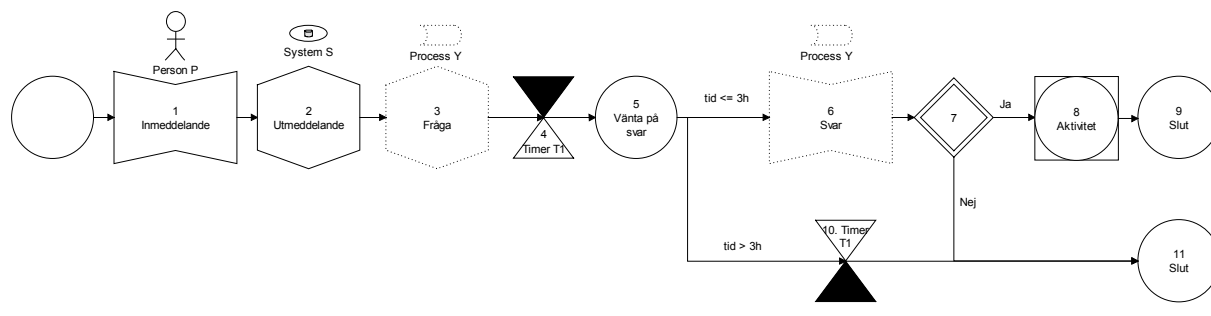 Person P
1
Inmeddelande
System S
2
Utmeddelande
Process Y
3
Fråga
4
Timer T1
5
Vänta på
svar
tid <= 3h
Process Y
6
Svar
7
Ja
8
Aktivitet
9
Slut
Nej
tid > 3h
10. Timer
T1
11
Slut